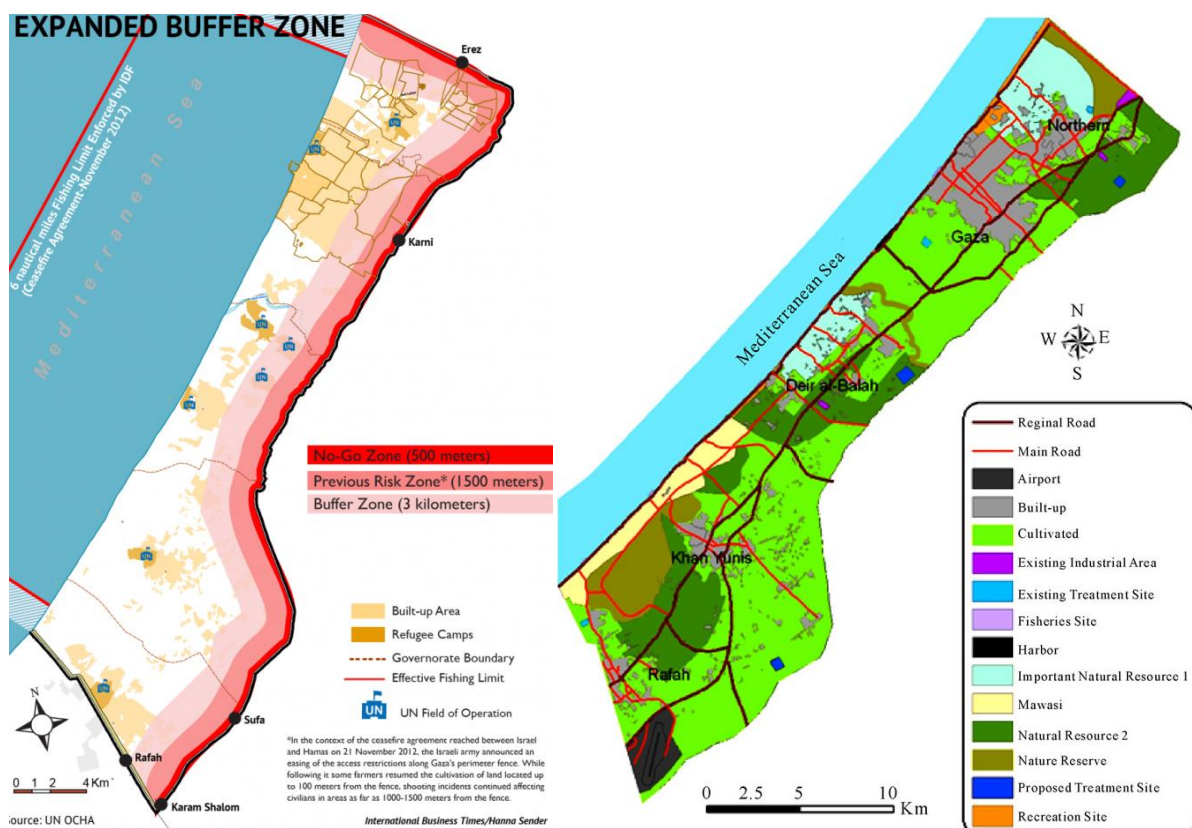 EXPANDED BUFFER ZONE
Erez
6 nautical miles Fishing Limit Enforced by IDF
(Ceasefire Agreement-November 2012)
Mediterranean Sea
UN
UN
Karni
UN
UN
UN
UN
No-Go Zone (500 meters)
Previous Risk Zone* (1500 meters)
Buffer Zone (3 kilometers)
UN
Built-up Area
Refugee Camps
Governorate Boundary
Effective Fishing Limit
UN UN Field of Operation
UN
N
Sufa
Rafah
Karam Shalom
0 1 2 4 Km
*In the context of the ceasefire agreement reached between Israel
and Hamas on 21 November 2012, the Israeli army announced an
easing of the access restrictions along Gaza's perimeter fence. While
following it some farmers resumed the cultivation of land located up
to 100 meters from the fence, shooting incidents continued affecting
civilians in areas as far as 1000-1500 meters from the fence.
ource: UN OCHA
International Business Times/Hanna Sender
Northern
Gaza
Mediterranean Sea
Deir al-Balah
Khan Yunis
Rafah
N
W E
S
0 2.5 5 10
Km
Reginal Road
Main Road
Airport
Built-up
Cultivated
Existing Industrial Area
Existing Treatment Site
Fisheries Site
Harbor
Important Natural Resource 1
Mawasi
Natural Resource 2
Nature Reserve
Proposed Treatment Site
Recreation Site